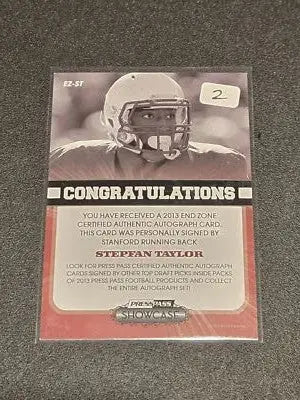 EZ-ST
2
CONGRATULATIONS
YOU HAVE RECEIVED A 2013 END ZONE
CERTIFIED AUTHENTIC AUTOGRAPH CARD.
THIS CARD WAS PERSONALLY SIGNED BY
STANFORD RUNNING BACK
STEPFAN TAYLOR
LOOK FOR PRESS PASS CERTIFIED AUTHENTIC AUTOGRAPH
CARDS SIGNED BY OTHER TOP DRAFT PICKS INSIDE PACKS
OF 2013 PRESS PASS FOOTBALL PRODUCTS AND COLLECT
THE ENTIRE AUTOGRAPH SET!
PRESS PASS
SHOWCASE